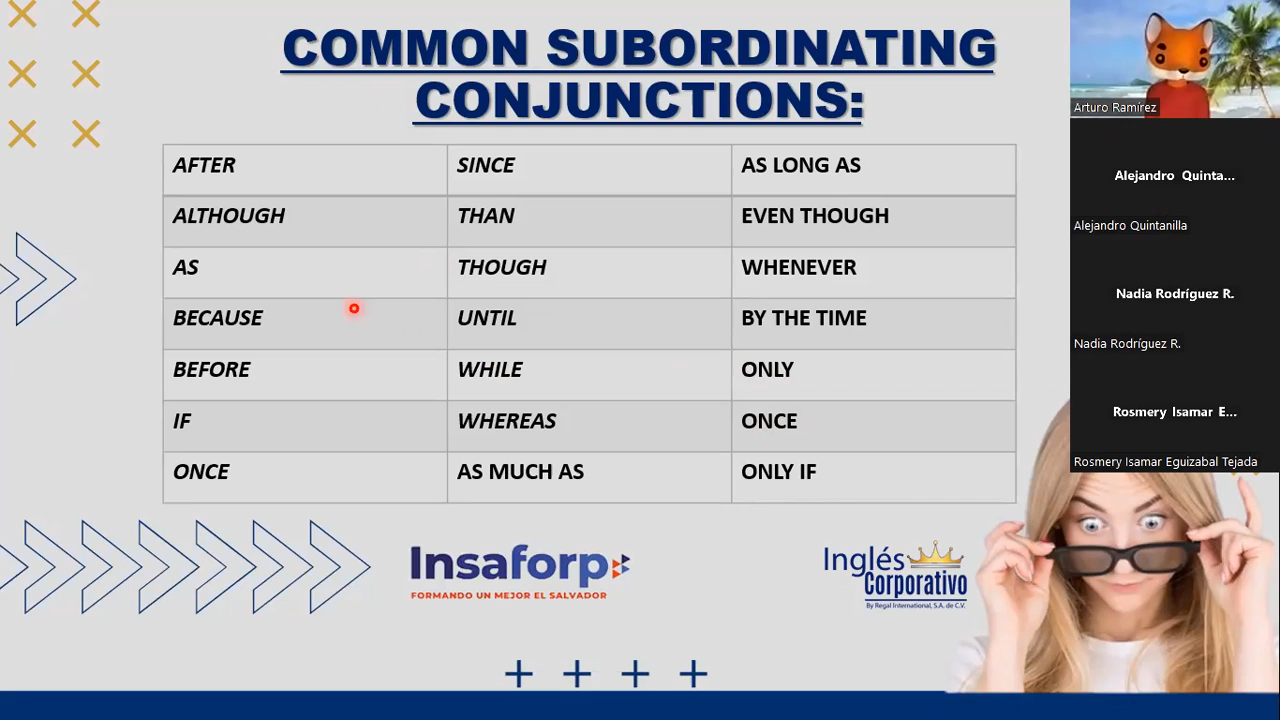 COMMON SUBORDINATING
CONJUNCTIONS:
AFTER SINCE AS LONG AS
ALTHOUGH THAN EVEN THOUGH
AS THOUGH WHENEVER
BECAUSE UNTIL BY THE TIME
BEFORE WHILE ONLY
IF WHEREAS ONCE
ONCE AS MUCH AS ONLY IF
Insaforp
FORMANDO UN MEJOR EL SALVADOR
Inglés
Corporativo
By Regal International, S.A. de C.V.
Arturo Ramírez
Alejandro Quinta...
Alejandro Quintanilla
Nadia Rodríguez R.
Nadia Rodríguez R.
Rosmery Isamar E...
Rosmery Isamar Eguizabal Tejada